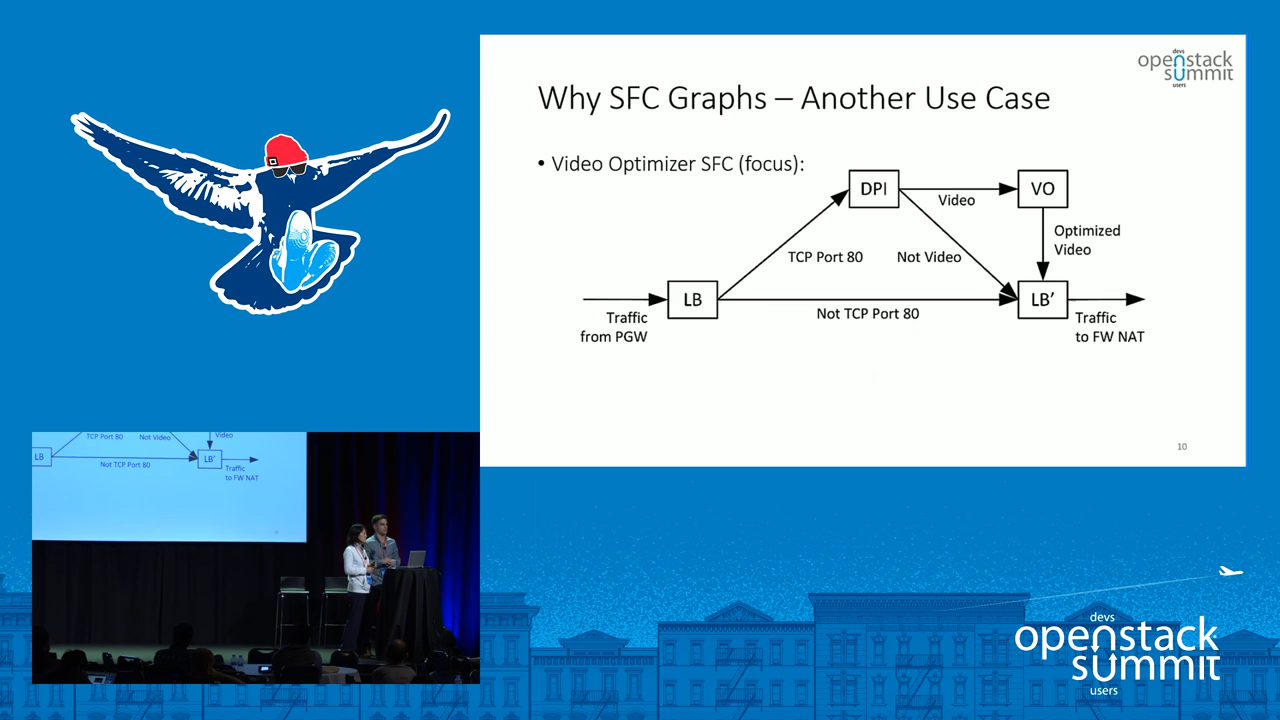 devs
openstack
summit
users
Why SFC Graphs – Another Use Case
• Video Optimizer SFC (focus):
DPI
VO
Video
Optimized
Video
TCP Port 80
Not Video
LB
LB’
Traffic
from PGW
Not TCP Port 80
Traffic
to FW NAT
10
TCP Port 80
Not Video
Video
LB
LB’
Not TCP Port 80
Traffic
to FW NAT
devs
openstack
summit
users